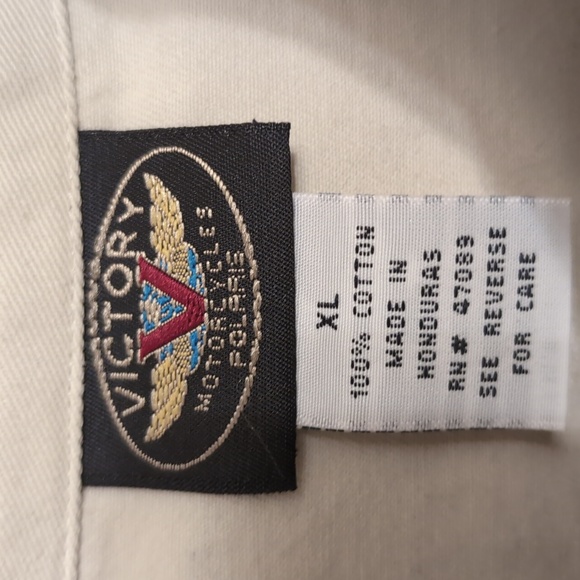 VICTORY
V
MOTORCYCLES
POLARIS
XL
100% COTTON
MADE IN
HONDURAS
RN# 47089
SEE REVERSE
FOR CARE